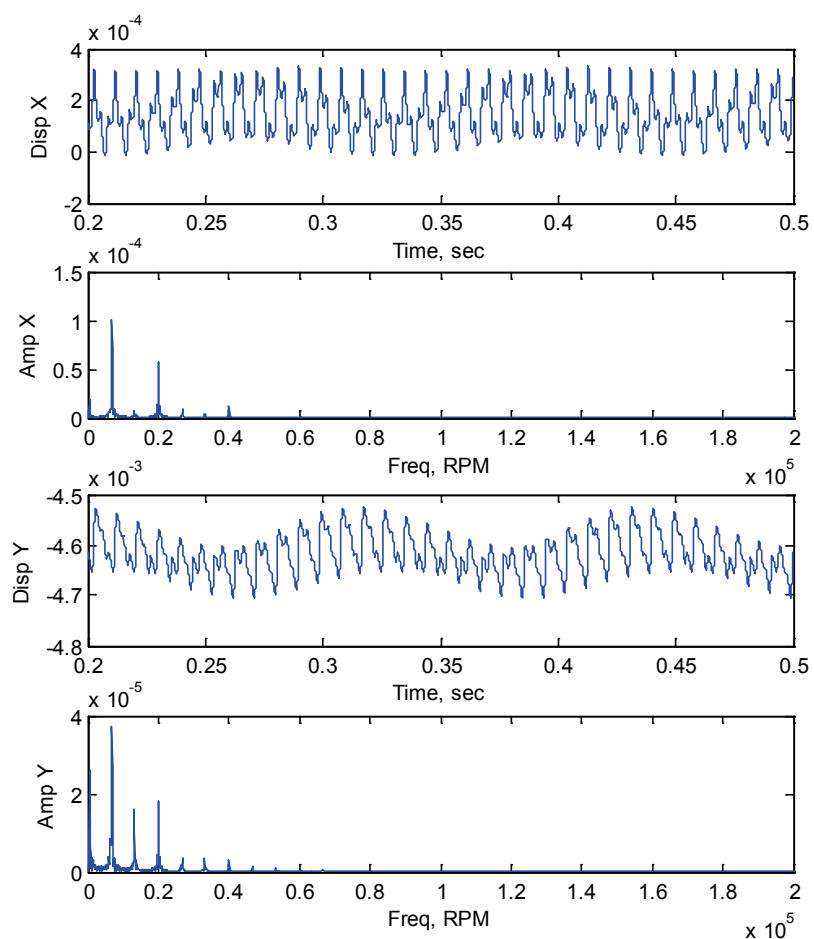 x 10-4
4
2
0
-2
Disp X
0.2 0.25 0.3 0.35 0.4 0.45 0.5
Time, sec
x 10-4
1.5
1
0.5
0
Amp X
0 0.2 0.4 0.6 0.8 1 1.2 1.4 1.6 1.8 2
Freq, RPM
x 10^5
x 10-3
-4.5
-4.6
-4.7
-4.8
Disp Y
0.2 0.25 0.3 0.35 0.4 0.45 0.5
Time, sec
x 10-5
4
2
0
Amp Y
0 0.2 0.4 0.6 0.8 1 1.2 1.4 1.6 1.8 2
Freq, RPM
x 10^5